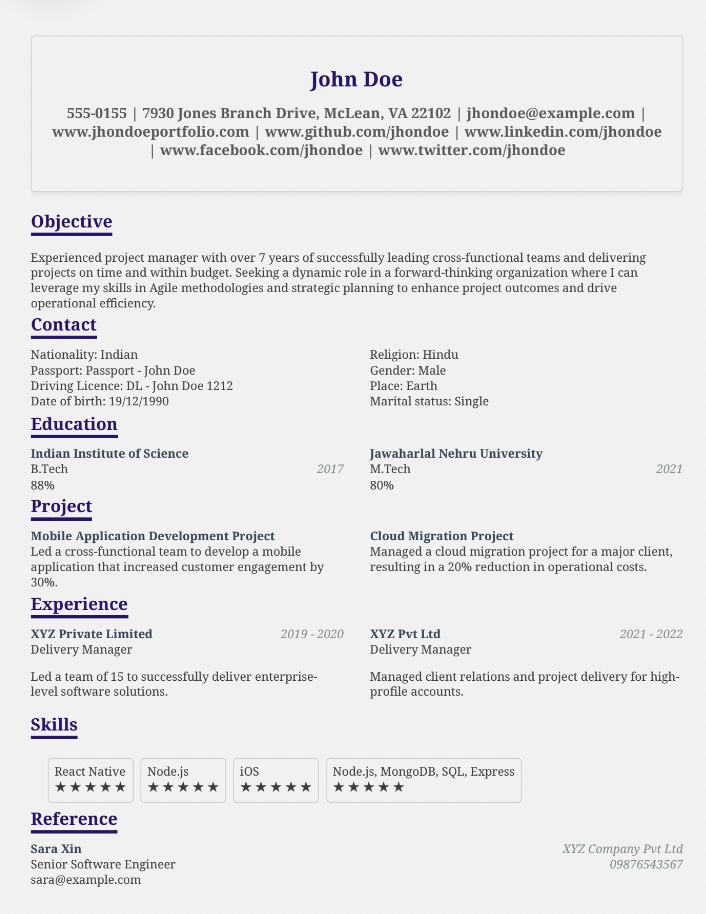 John Doe
555-0155 | 7930 Jones Branch Drive, McLean, VA 22102 | jhondoe@example.com |
www.jhondoeportfolio.com | www.github.com/jhondoe | www.linkedin.com/jhondoe
| www.facebook.com/jhondoe | www.twitter.com/jhondoe
Objective
Experienced project manager with over 7 years of successfully leading cross-functional teams and delivering
projects on time and within budget. Seeking a dynamic role in a forward-thinking organization where I can
leverage my skills in Agile methodologies and strategic planning to enhance project outcomes and drive
operational efficiency.
Contact
Nationality: Indian
Passport: Passport - John Doe
Driving Licence: DL - John Doe 1212
Date of birth: 19/12/1990
Religion: Hindu
Gender: Male
Place: Earth
Marital status: Single
Education
Indian Institute of Science
B.Tech 2017
88%
Jawaharlal Nehru University
M.Tech 2021
80%
Project
Mobile Application Development Project
Led a cross-functional team to develop a mobile
application that increased customer engagement by
30%.
Cloud Migration Project
Managed a cloud migration project for a major client,
resulting in a 20% reduction in operational costs.
Experience
XYZ Private Limited 2019 - 2020
Delivery Manager
Led a team of 15 to successfully deliver enterprise-
level software solutions.
XYZ Pvt Ltd 2021 - 2022
Delivery Manager
Managed client relations and project delivery for high-
profile accounts.
Skills
React Native
★★★★★
Node.js
★★★★★
iOS
★★★★★
Node.js, MongoDB, SQL, Express
★★★★★
Reference
Sara Xin
Senior Software Engineer
sara@example.com
XYZ Company Pvt Ltd
09876543567